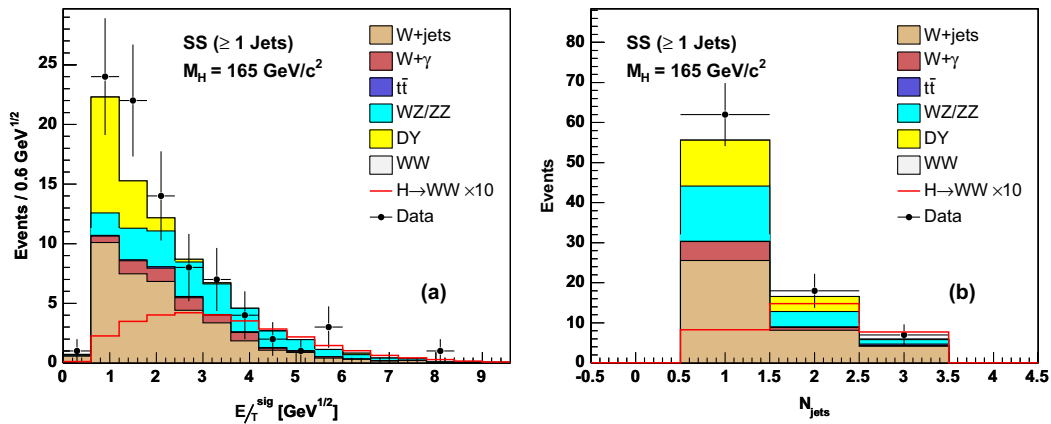 SS (≥ 1 Jets)
M_H = 165 GeV/c²
W+jets
W+γ
tt̄
WZ/ZZ
DY
WW
H→WW ×10
Data
(a)
Events / 0.6 GeV^1/2
25
20
15
10
5
0
0 1 2 3 4 5 6 7 8 9
E̸_T^sig [GeV^1/2]
SS (≥ 1 Jets)
M_H = 165 GeV/c²
W+jets
W+γ
tt̄
WZ/ZZ
DY
WW
H→WW ×10
Data
(b)
Events
80
70
60
50
40
30
20
10
0
-0.5 0 0.5 1 1.5 2 2.5 3 3.5 4 4.5
N_jets